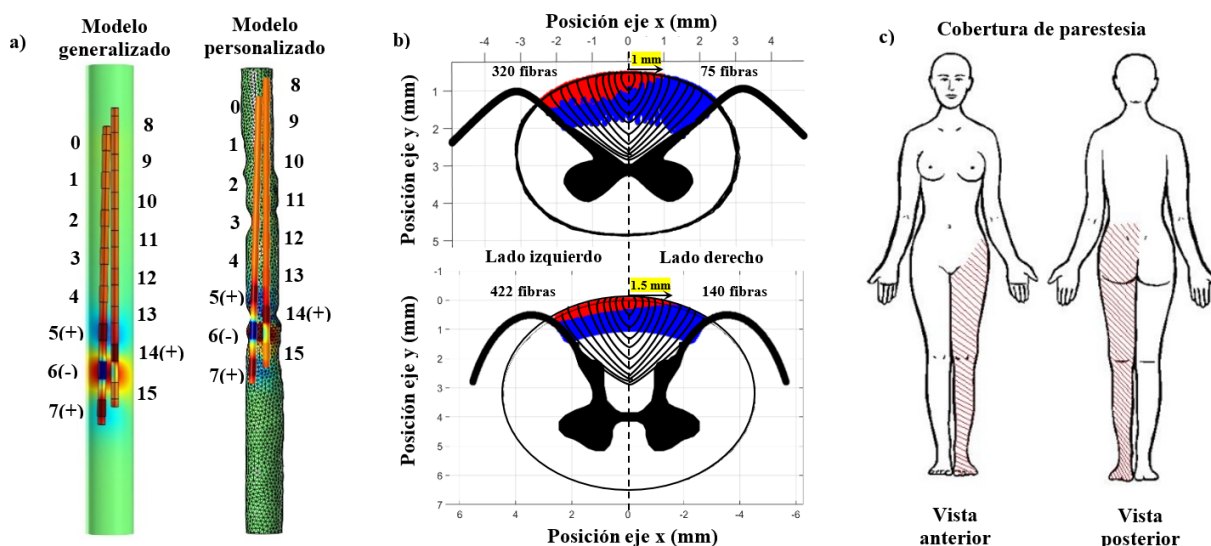 a)
Modelo
generalizado
Modelo
personalizado
0
1
2
3
4
5(+)
6(-)
7(+)
8
9
10
11
12
13
14(+)
15
0
1
2
3
4
5(+)
6(-)
7(+)
8
9
10
11
12
13
14(+)
15
b)
Posición eje x (mm)
-4 -3 -2 -1 0 1 2 3 4
1 mm
320 fibras
75 fibras
Posición eje y (mm)
1
2
3
4
5
Lado izquierdo
Lado derecho
1.5 mm
422 fibras
140 fibras
Posición eje y (mm)
-1
0
1
2
3
4
5
6
7
6 4 2 0 -2 -4 -6
Posición eje x (mm)
c)
Cobertura de parestesia
Vista
anterior
Vista
posterior